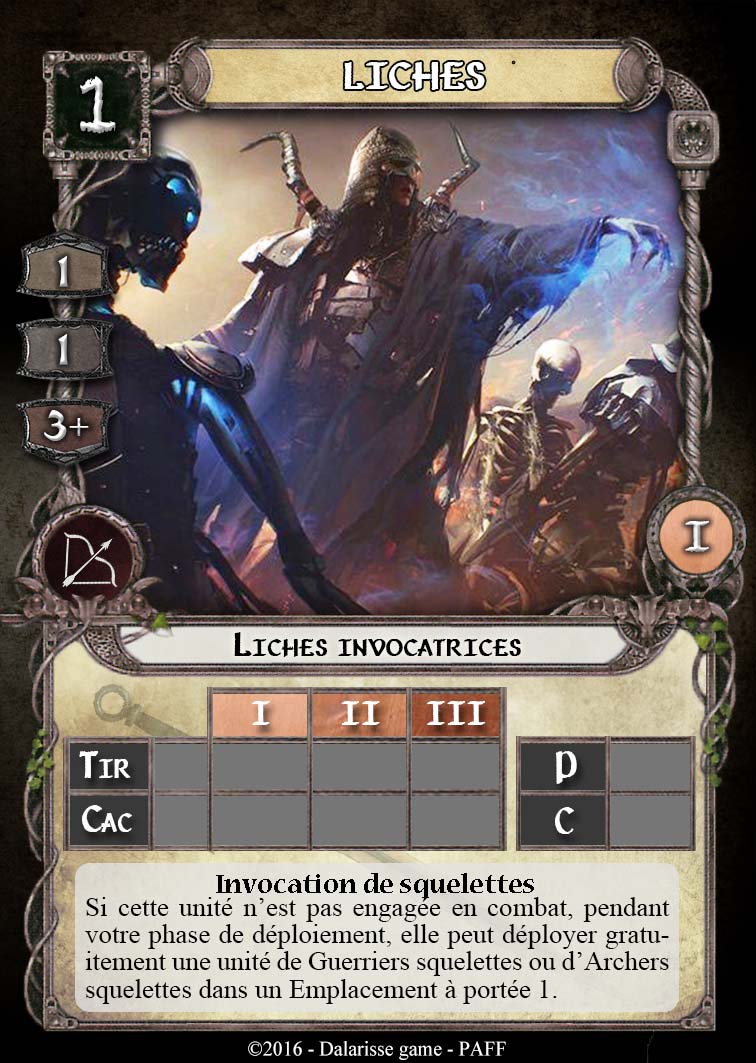 LICHES
1
1
1
3+
I
LICHES INVOCATRICES
I II III
TIR
D
CAC
C
Invocation de squelettes
Si cette unité n'est pas engagée en combat, pendant
votre phase de déploiement, elle peut déployer gratu-
itement une unité de Guerriers squelettes ou d'Archers
squelettes dans un Emplacement à portée 1.
©2016 - Dalarisse game - PAFF